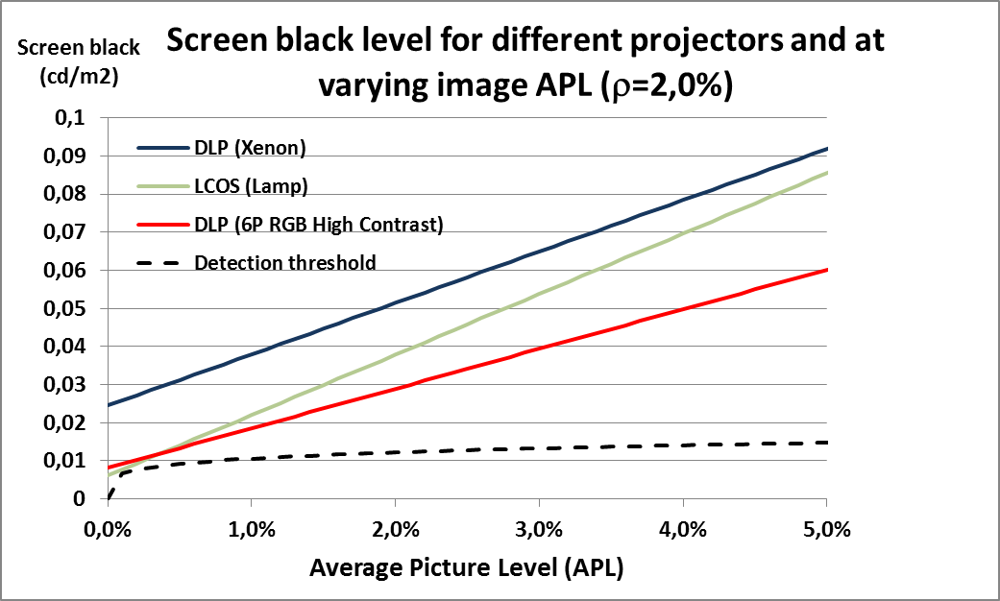 Screen black level for different projectors and at
varying image APL (ρ=2,0%)
Screen black
(cd/m2)
0,1
0,09
0,08
0,07
0,06
0,05
0,04
0,03
0,02
0,01
0
DLP (Xenon)
LCOS (Lamp)
DLP (6P RGB High Contrast)
Detection threshold
0,0% 1,0% 2,0% 3,0% 4,0% 5,0%
Average Picture Level (APL)